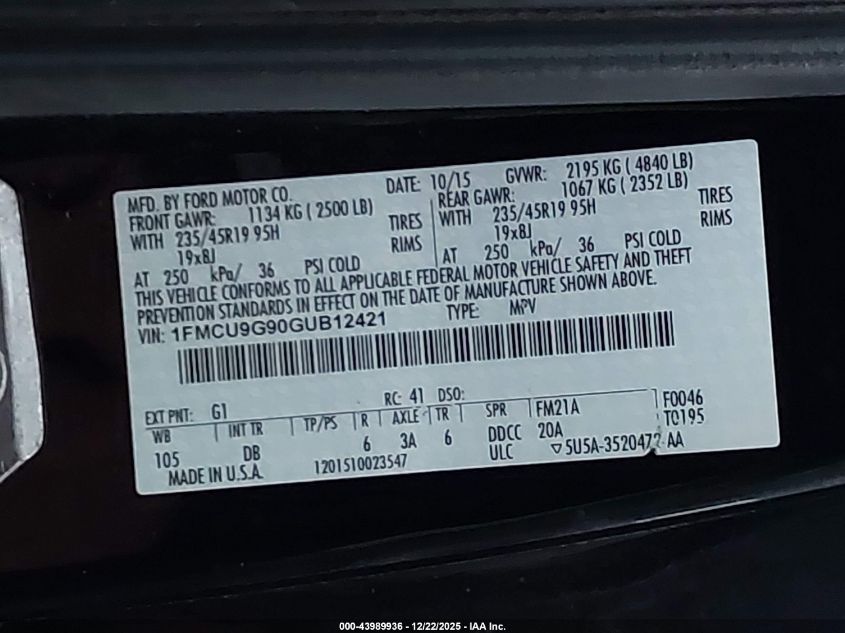 MFD. BY FORD MOTOR CO. DATE: 10/15 GVWR: 2195 KG ( 4840 LB)
FRONT GAWR: 1134 KG ( 2500 LB) REAR GAWR: 1067 KG ( 2352 LB)
WITH 235/45R19 95H TIRES WITH 235/45R19 95H TIRES
19x8J RIMS 19x8J RIMS
AT 250 kPa/ 36 PSI COLD AT 250 kPa/ 36 PSI COLD
THIS VEHICLE CONFORMS TO ALL APPLICABLE FEDERAL MOTOR VEHICLE SAFETY AND THEFT
PREVENTION STANDARDS IN EFFECT ON THE DATE OF MANUFACTURE SHOWN ABOVE.
VIN: 1FMCU9G90GUB12421 TYPE: MPV
EXT PNT: G1 RC: 41 DSO:
WB INT TR TP/PS R AXLE TR SPR FM21A F0046
105 DB 6 3A 6 DDCC 20A T0195
MADE IN U.S.A. 1201510023547 ULC 5U5A-3520472 AA
000-43989936 - 12/22/2025 - IAA Inc.